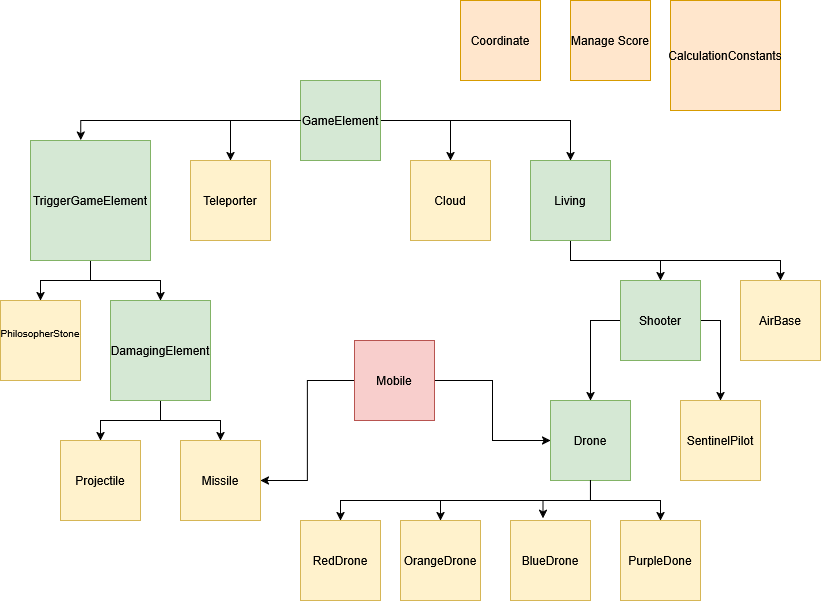 Coordinate
Manage Score
CalculationConstants
GameElement
TriggerGameElement
Teleporter
Cloud
Living
PhilosopherStone
DamagingElement
Shooter
AirBase
Mobile
Projectile
Missile
Drone
SentinelPilot
RedDrone
OrangeDrone
BlueDrone
PurpleDone